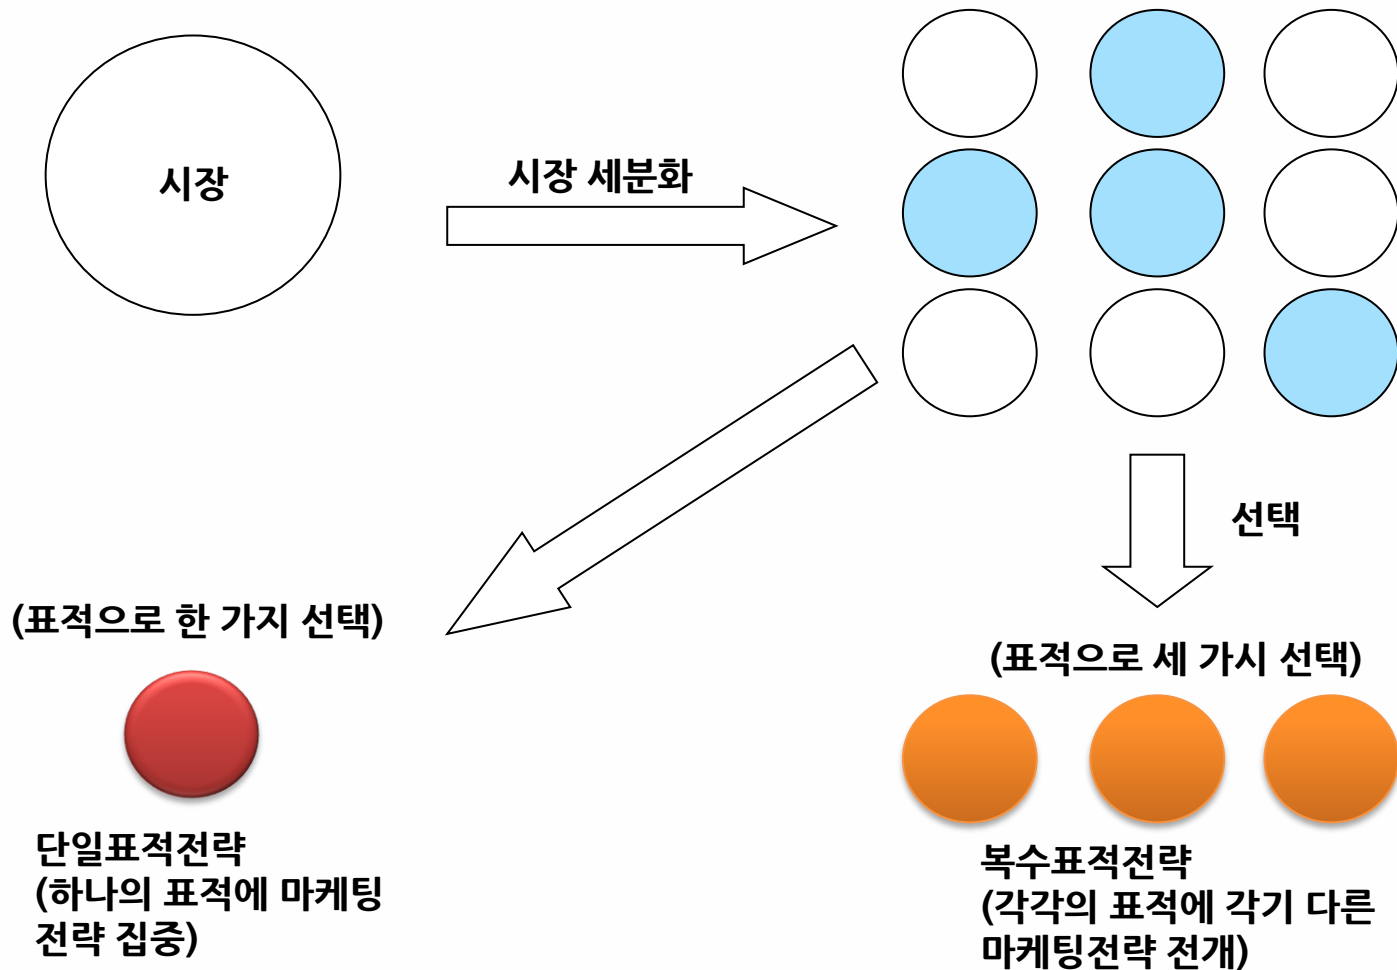 시장
시장 세분화
선택
(표적으로 한 가지 선택)
(표적으로 세 가시 선택)
단일표적전략
(하나의 표적에 마케팅
전략 집중)
복수표적전략
(각각의 표적에 각기 다른
마케팅전략 전개)